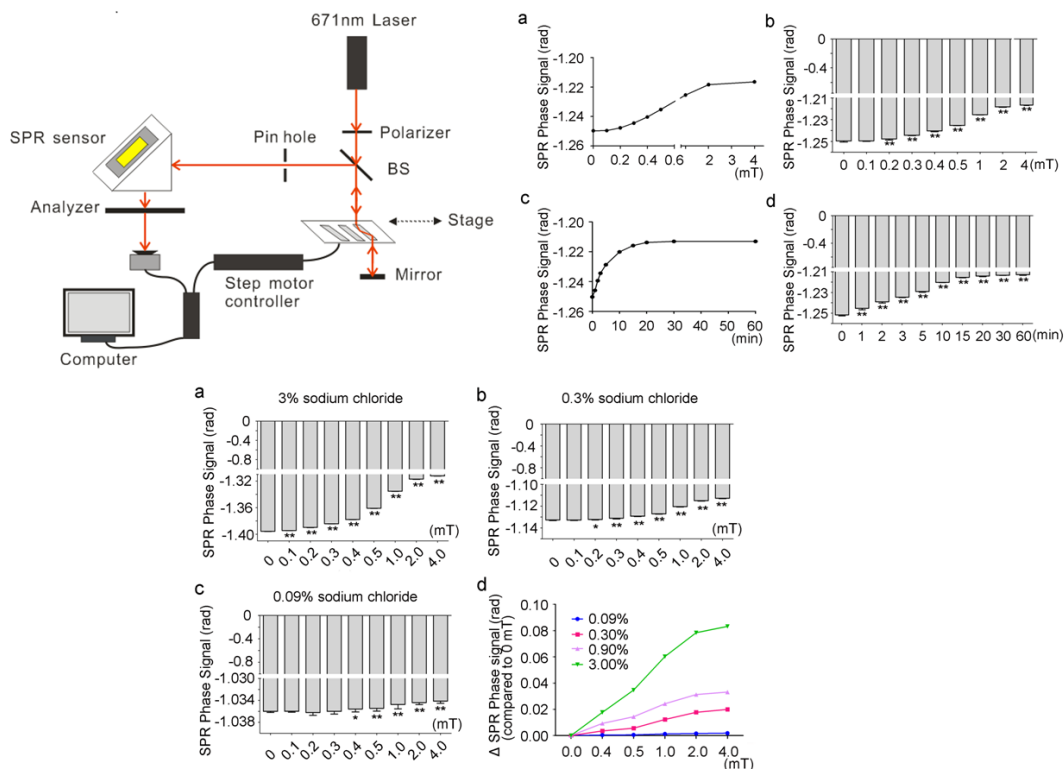 671nm Laser
SPR sensor
Pin hole
Polarizer
BS
Analyzer
Stage
Step motor
controller
Mirror
Computer
a
SPR Phase Signal (rad)
-1.20
-1.22
-1.24
-1.26
0 0.2 0.4 0.6 2 4
(mT)
b
SPR Phase Signal (rad)
0
-0.4
-1.21
-1.23
-1.25
** ** ** ** ** ** **
0 0.1 0.2 0.3 0.4 0.5 1 2 4 (mT)
c
SPR Phase Signal (rad)
-1.20
-1.22
-1.24
-1.26
0 10 20 30 40 50 60
(min)
d
SPR Phase Signal (rad)
0
-0.4
-1.21
-1.23
-1.25
** ** ** ** ** ** ** ** **
0 1 2 3 5 10 15 20 30 60 (min)
a
3% sodium chloride
SPR Phase Signal (rad)
0
-0.4
-0.8
-1.32
-1.36
-1.40
** ** ** ** ** ** ** **
(mT)
0 0.1 0.2 0.3 0.4 0.5 1.0 2.0 4.0
b
0.3% sodium chloride
SPR Phase Signal (rad)
0
-0.4
-0.8
-1.10
-1.12
-1.14
* ** ** ** ** ** **
(mT)
0 0.1 0.2 0.3 0.4 0.5 1.0 2.0 4.0
c
0.09% sodium chloride
SPR Phase Signal (rad)
0
-0.4
-0.8
-1.030
-1.034
-1.038
* ** ** ** **
(mT)
0 0.1 0.2 0.3 0.4 0.5 1.0 2.0 4.0
d
Δ SPR Phase signal (rad)
(compared to 0 mT)
0.10
0.08
0.06
0.04
0.02
0.00
0.09%
0.30%
0.90%
3.00%
0.0 0.4 0.5 1.0 2.0 4.0
(mT)